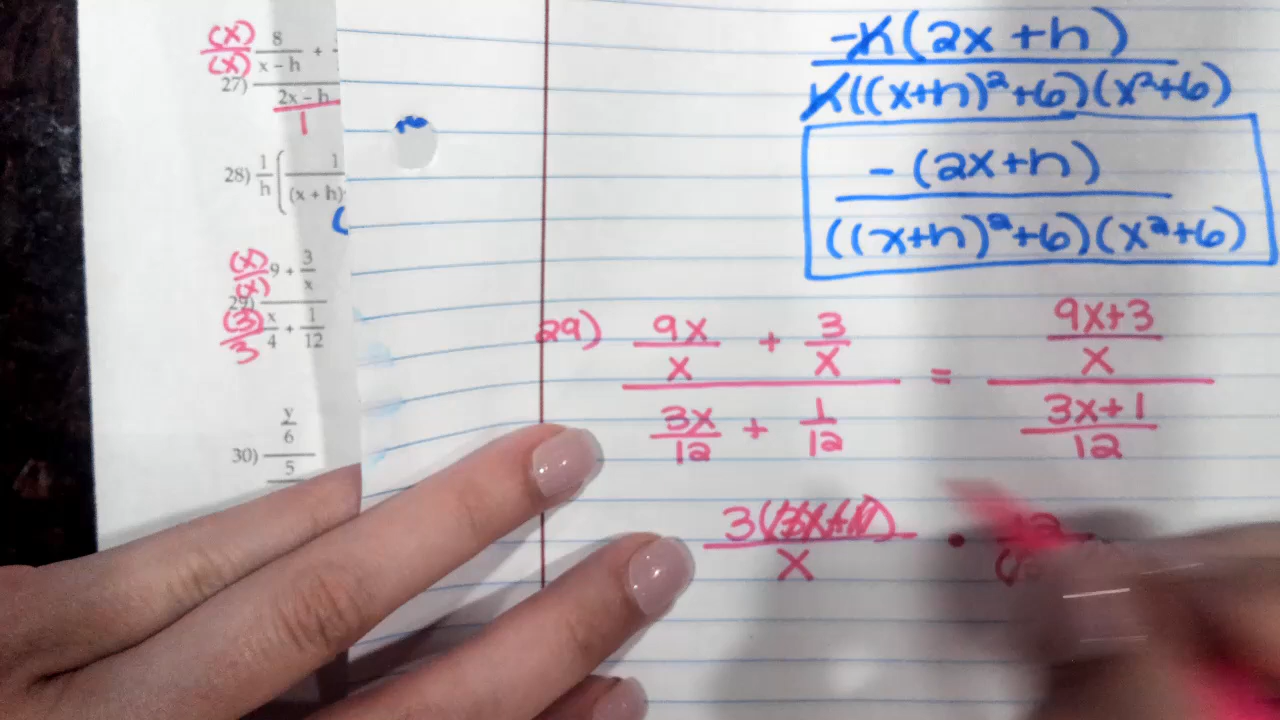 (x)/(x) 8/(x – h) +
27)
2x – h
1
28) 1/h ( 1/(x + h)
(x)/(x) 9 + 3/x
29)
(3)/3 x/4 + 1/12
30) y/6
5
-h(2x+h)
h((x+h)²+6)(x²+6)
-(2x+h)
((x+h)²+6)(x²+6)
29) 9x/x + 3/x = (9x+3)/x
3x/12 + 1/12 (3x+1)/12
3(3x+1)/x • 12